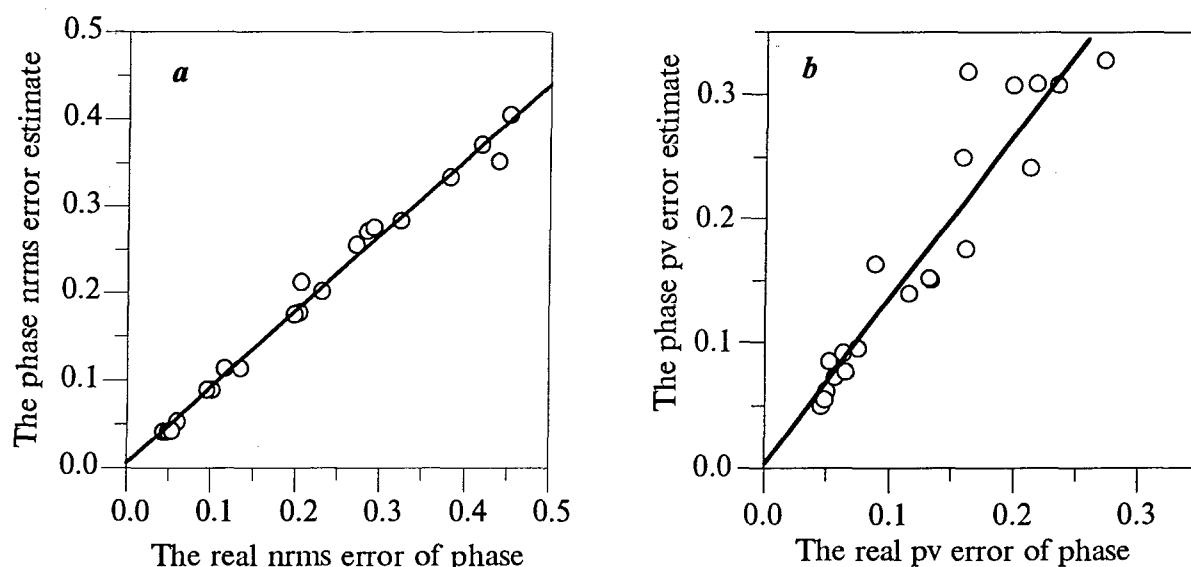 The phase nrms error estimate
0.5
0.4
0.3
0.2
0.1
0.0
a
0.0 0.1 0.2 0.3 0.4 0.5
The real nrms error of phase
The phase pv error estimate
0.3
0.2
0.1
0.0
b
0.0 0.1 0.2 0.3
The real pv error of phase